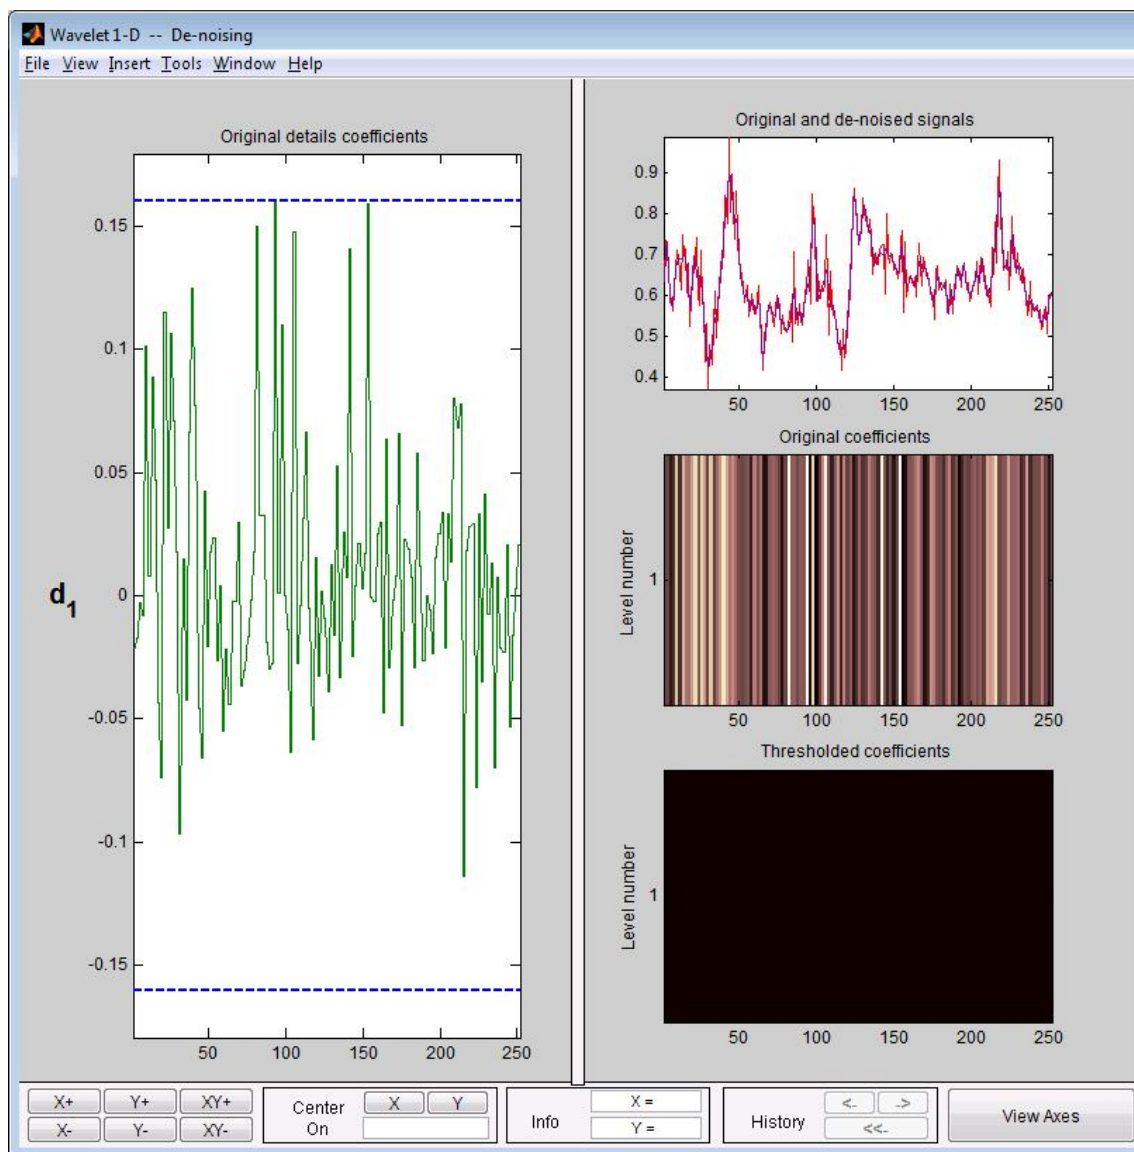 Wavelet 1-D -- De-noising
File View Insert Tools Window Help
Original details coefficients
0.15
0.1
0.05
0
-0.05
-0.1
-0.15
d1
50 100 150 200 250
Original and de-noised signals
0.9
0.8
0.7
0.6
0.5
0.4
50 100 150 200 250
Original coefficients
Level number
1
50 100 150 200 250
Thresholded coefficients
Level number
1
50 100 150 200 250
X+ Y+ XY+
X- Y- XY-
Center On
X Y
Info
X =
Y =
History
<- ->
<<-
View Axes